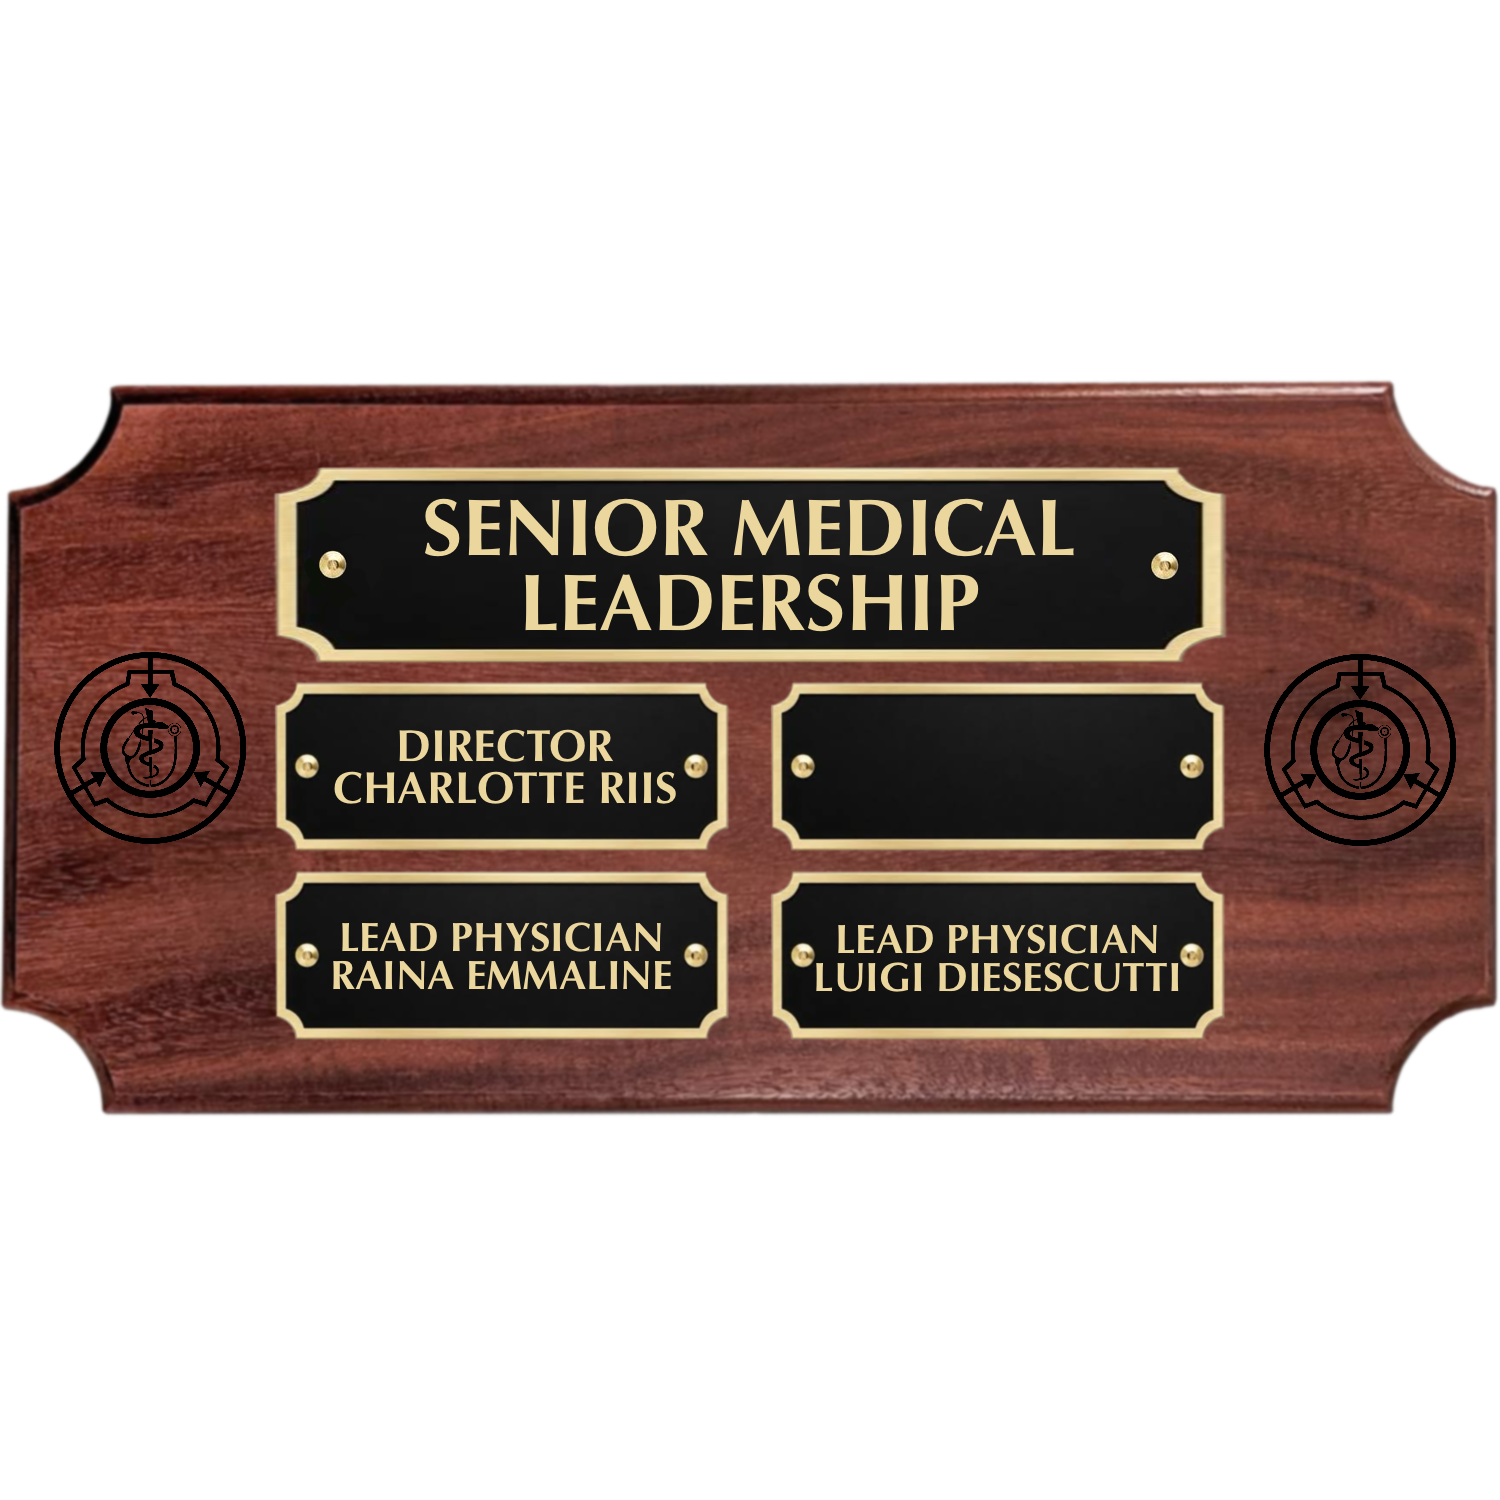 SENIOR MEDICAL
LEADERSHIP
DIRECTOR
CHARLOTTE RIIS
LEAD PHYSICIAN
RAINA EMMALINE
LEAD PHYSICIAN
LUIGI DIESESCUTTI